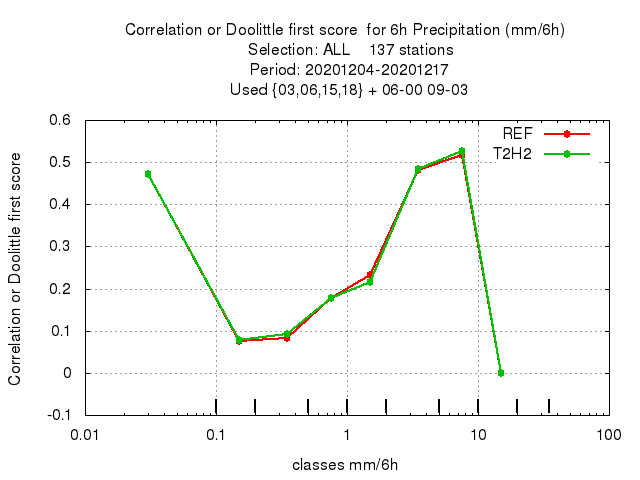 Correlation or Doolittle first score  for 6h Precipitation (mm/6h)
Selection: ALL    137 stations
Period: 20201204-20201217
Used {03,06,15,18} + 06-00 09-03
REF
T2H2
0.6
0.5
0.4
0.3
0.2
0.1
0
-0.1
Correlation or Doolittle first score
0.01 0.1 1 10 100
classes mm/6h